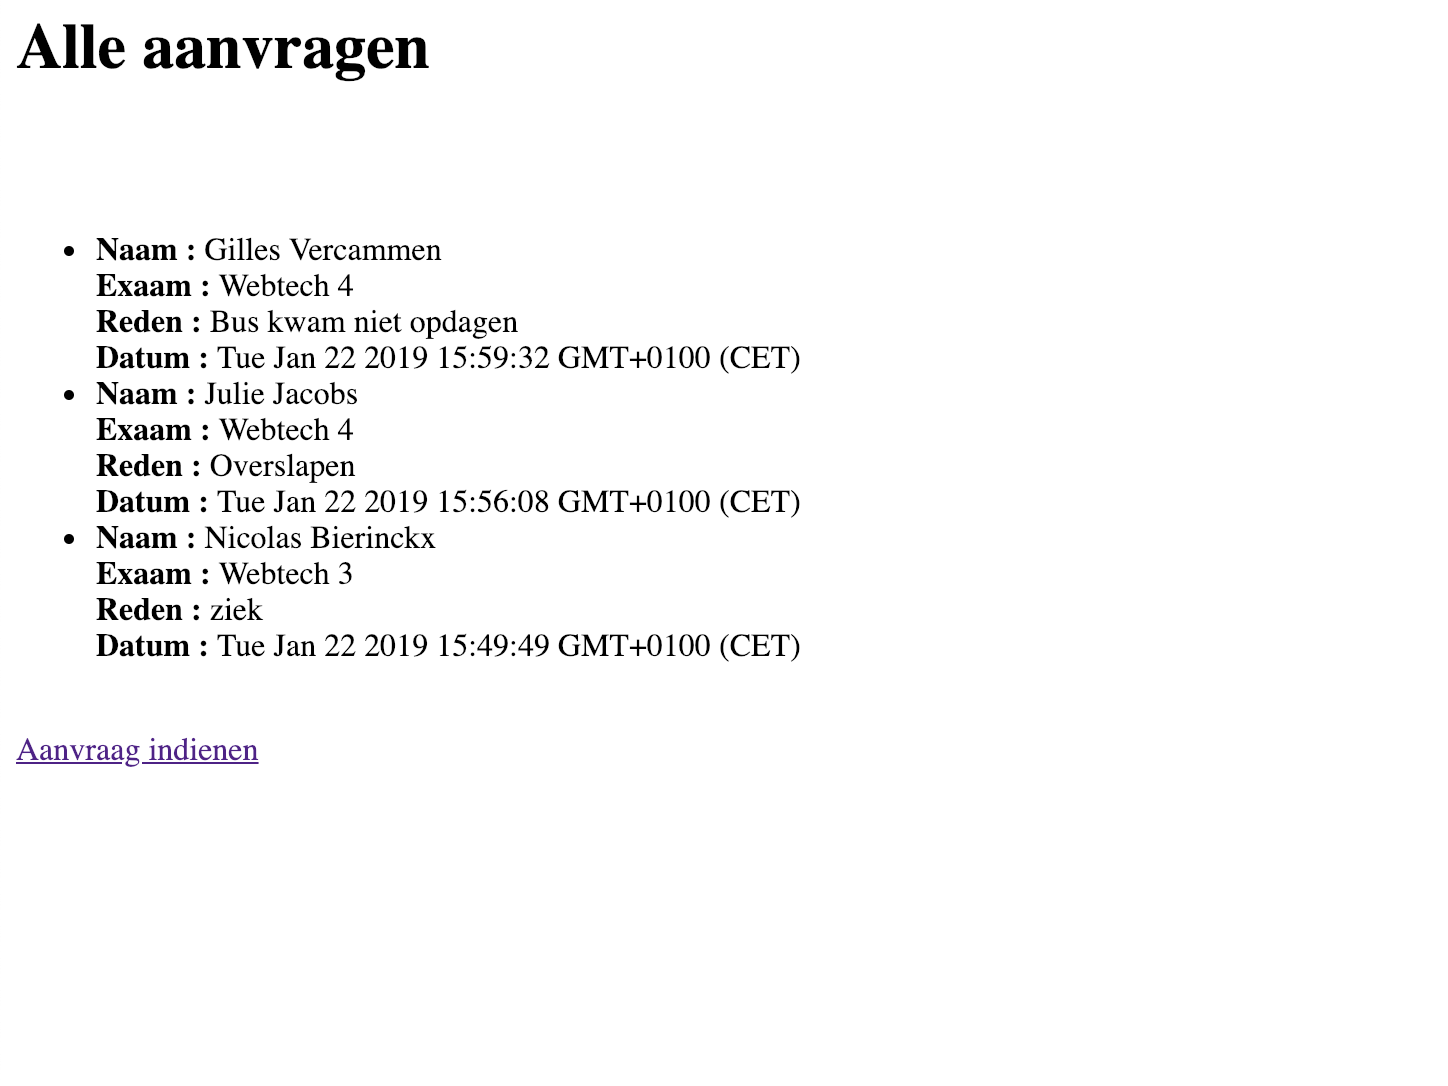 Alle aanvragen
Naam : Gilles Vercammen
Exaam : Webtech 4
Reden : Bus kwam niet opdagen
Datum : Tue Jan 22 2019 15:59:32 GMT+0100 (CET)
Naam : Julie Jacobs
Exaam : Webtech 4
Reden : Overslapen
Datum : Tue Jan 22 2019 15:56:08 GMT+0100 (CET)
Naam : Nicolas Bierinckx
Exaam : Webtech 3
Reden : ziek
Datum : Tue Jan 22 2019 15:49:49 GMT+0100 (CET)
Aanvraag indienen